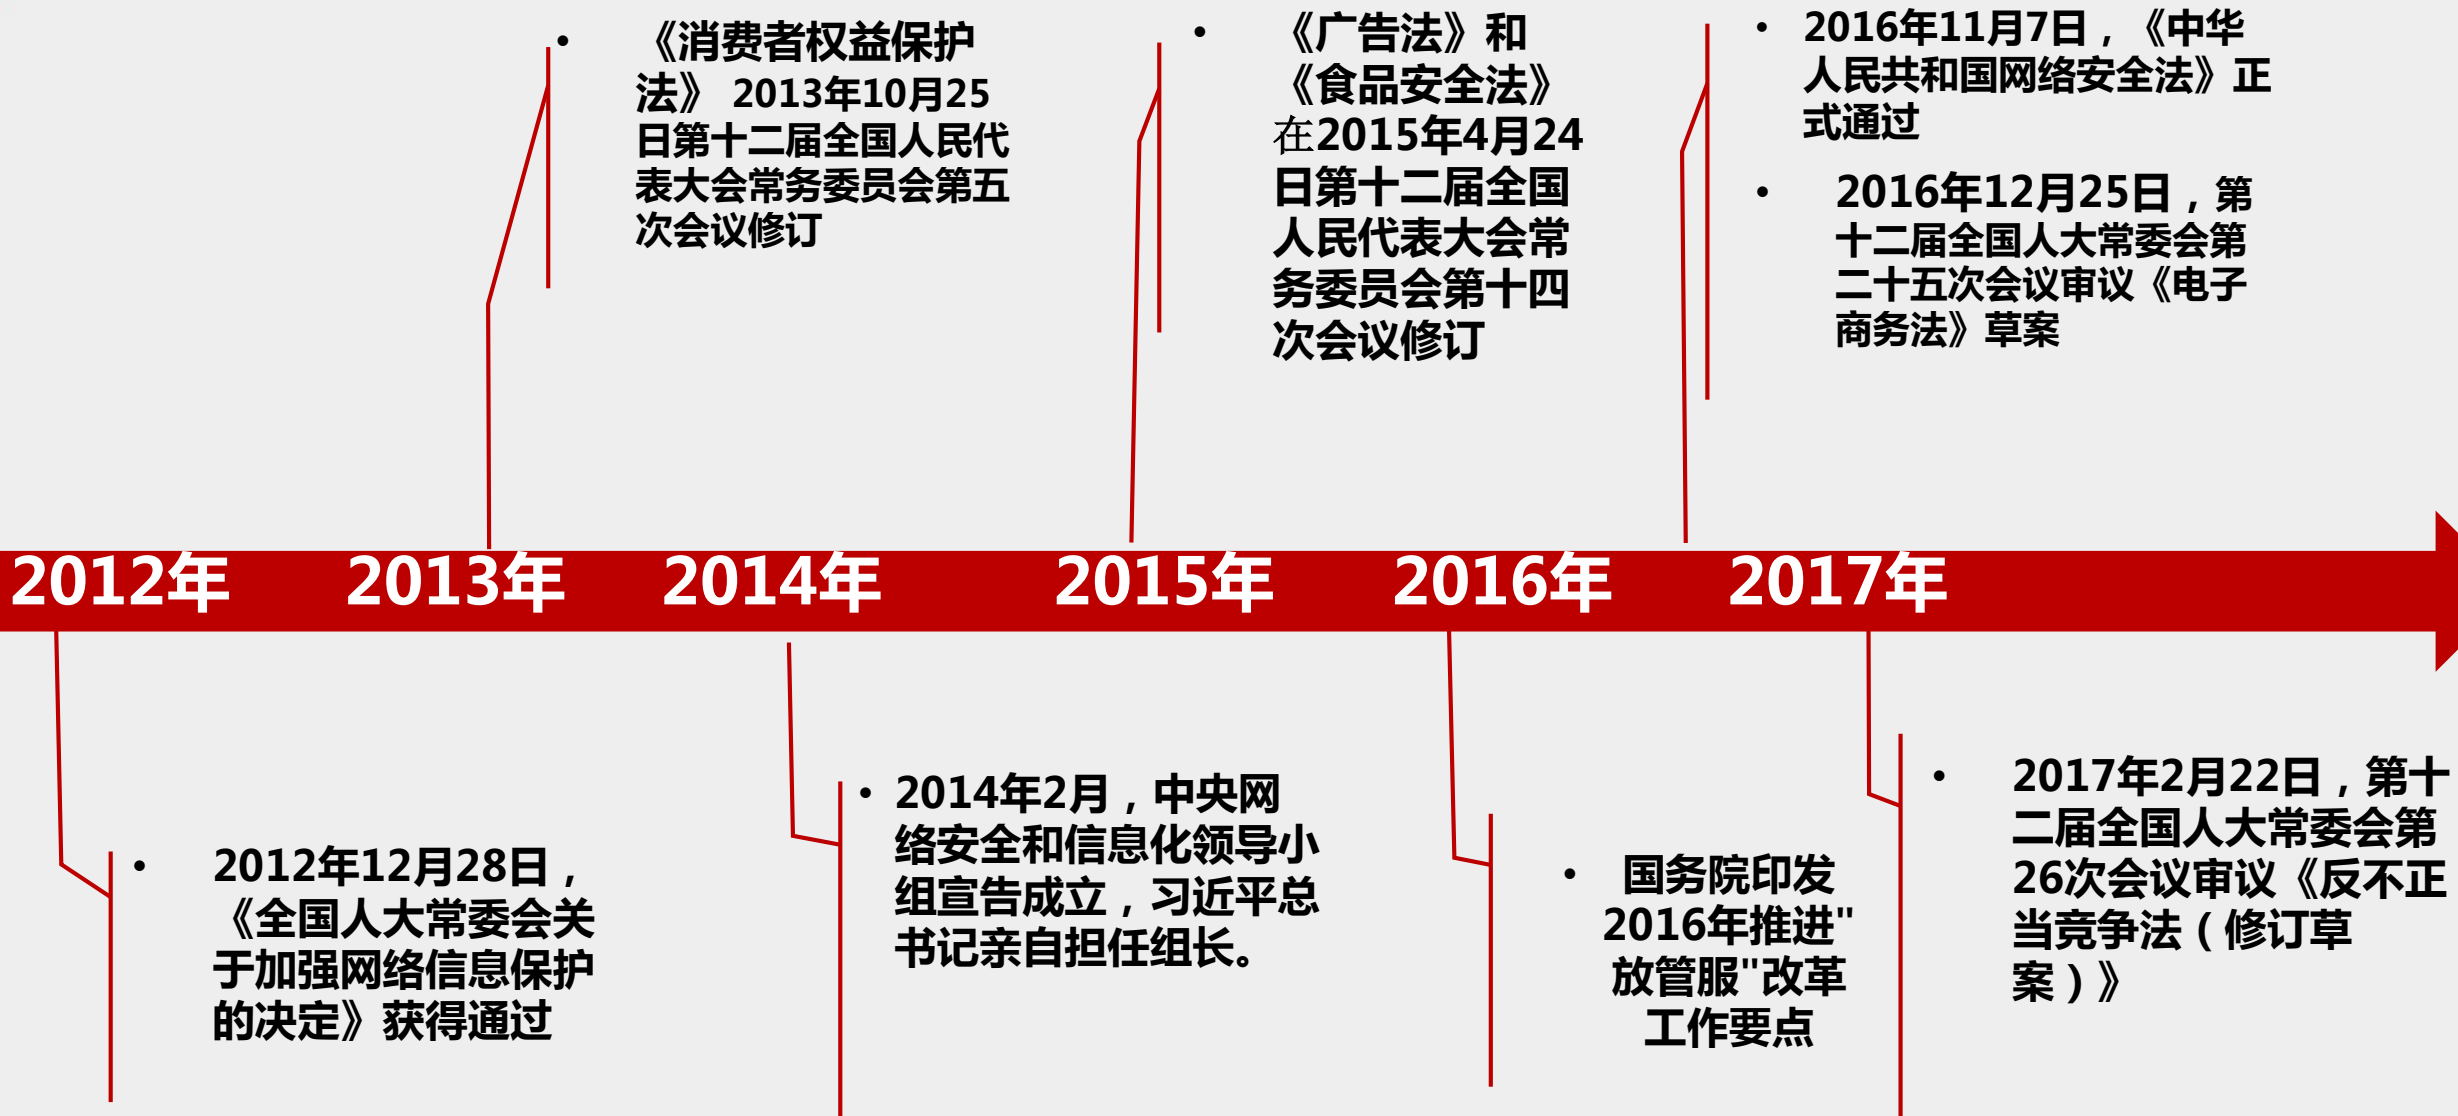 • 《消费者权益保护
法》 2013年10月25
日第十二届全国人民代
表大会常务委员会第五
次会议修订
• 《广告法》和
《食品安全法》
在2015年4月24
日第十二届全国
人民代表大会常
务委员会第十四
次会议修订
• 2016年11月7日，《中华
人民共和国网络安全法》正
式通过
• 2016年12月25日，第
十二届全国人大常委会第
二十五次会议审议《电子
商务法》草案
2012年 2013年 2014年 2015年 2016年 2017年
• 2012年12月28日，
《全国人大常委会关
于加强网络信息保护
的决定》获得通过
• 2014年2月，中央网
络安全和信息化领导小
组宣告成立，习近平总
书记亲自担任组长。
• 国务院印发
2016年推进"
放管服"改革
工作要点
• 2017年2月22日，第十
二届全国人大常委会第
26次会议审议《反不正
当竞争法（修订草
案）》